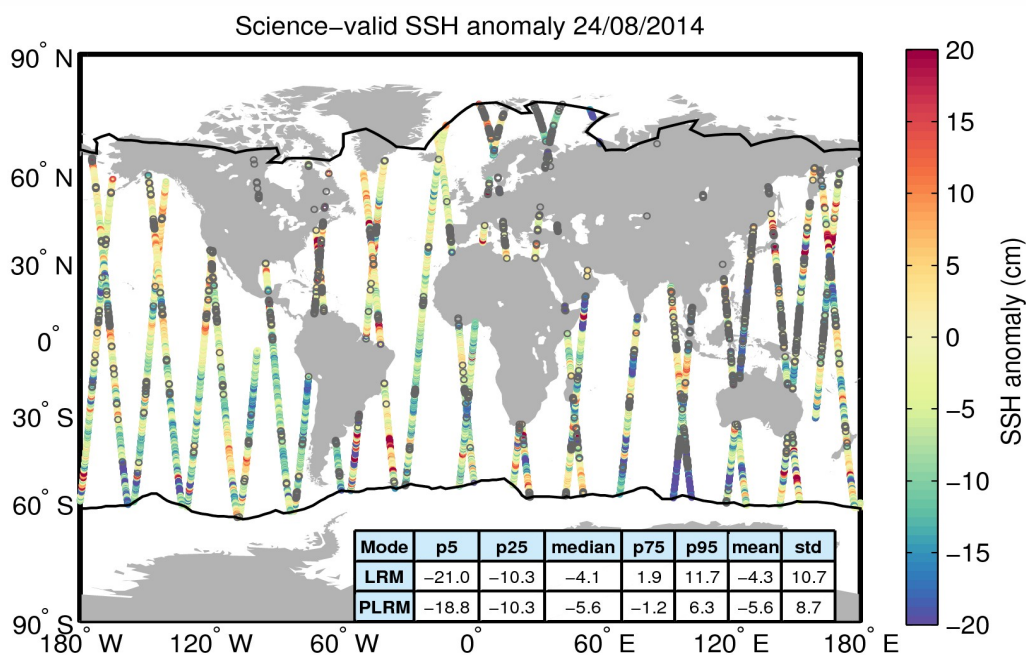 Science−valid SSH anomaly 24/08/2014
90° N
60° N
30° N
0°
30° S
60° S
90° S
180° W 120° W 60° W 0° 60° E 120° E 180° E
Mode p5 p25 median p75 p95 mean std
LRM −21.0 −10.3 −4.1 1.9 11.7 −4.3 10.7
PLRM −18.8 −10.3 −5.6 −1.2 6.3 −5.6 8.7
20
15
10
5
0
−5
−10
−15
−20
SSH anomaly (cm)